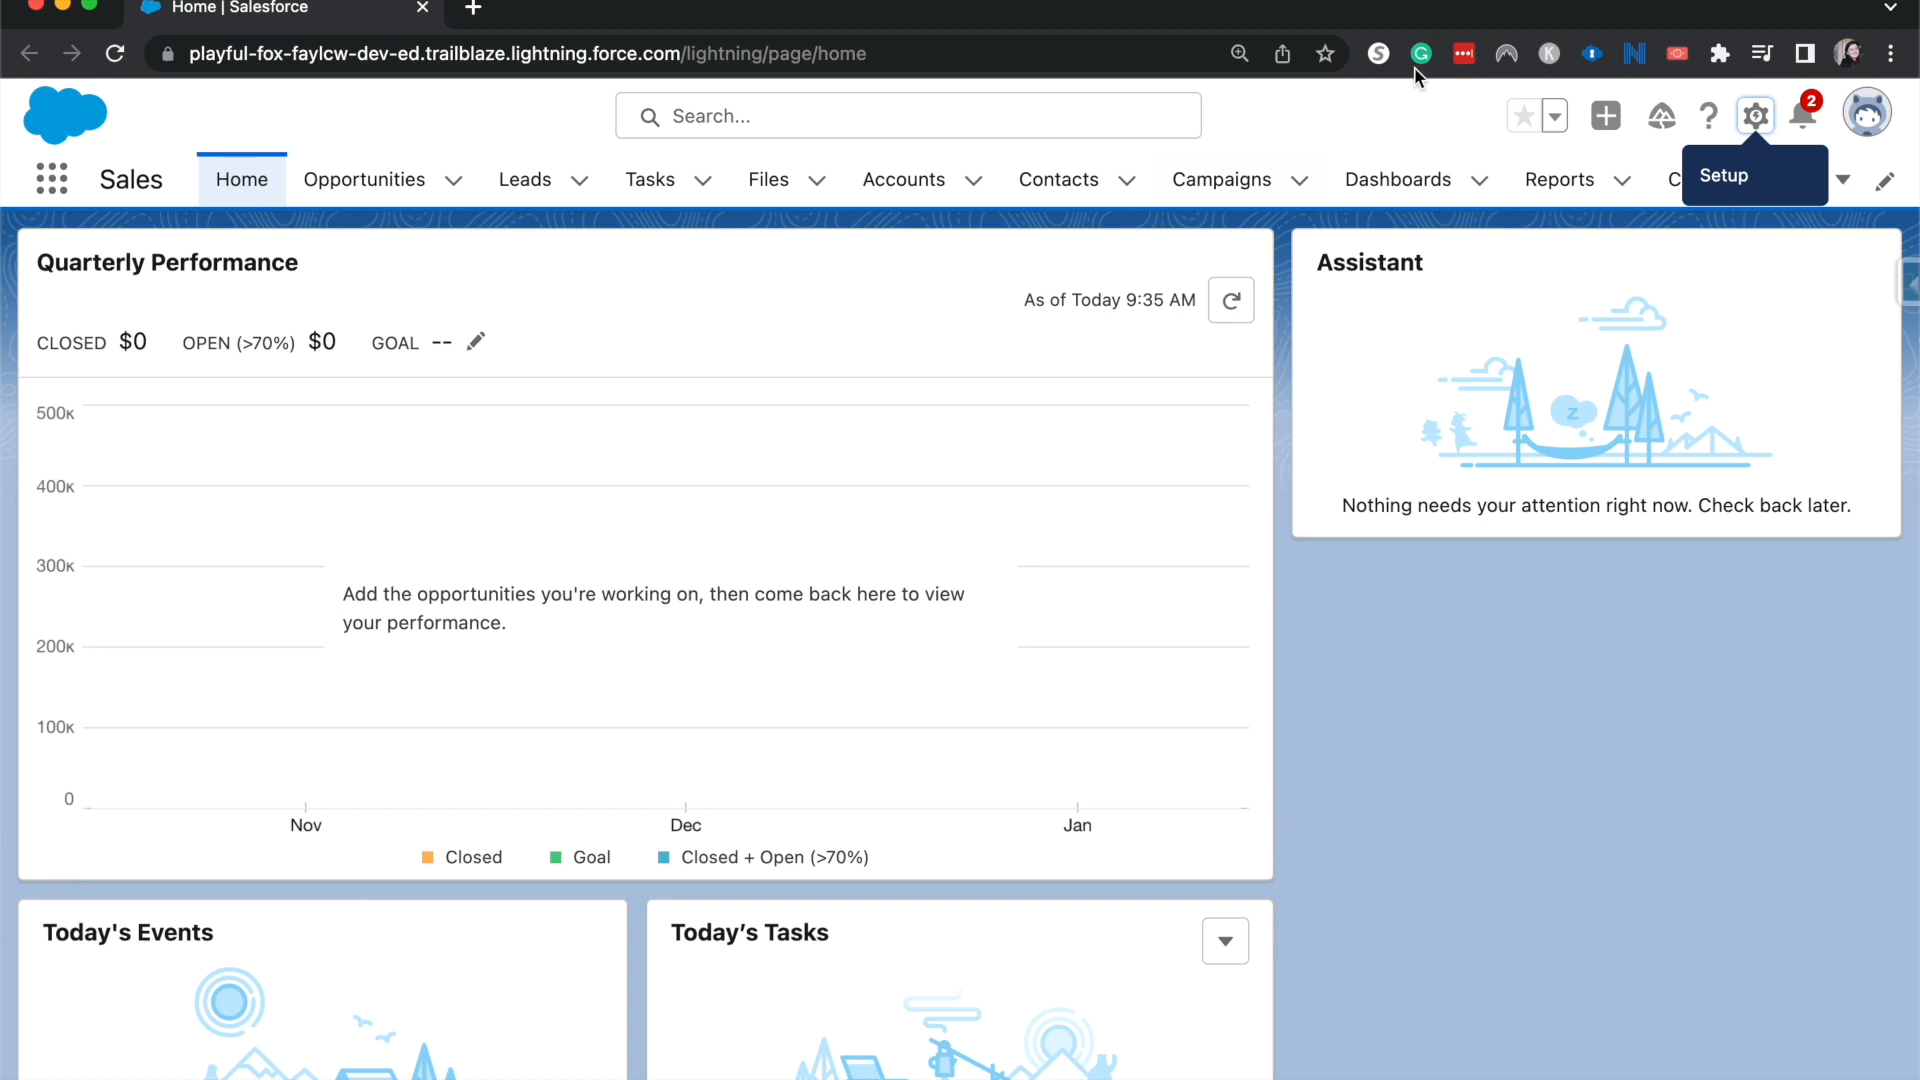 Home | Salesforce
playful-fox-faylcw-dev-ed.trailblaze.lightning.force.com/lightning/page/home
Search...
2
Sales
Home
Opportunities
Leads
Tasks
Files
Accounts
Contacts
Campaigns
Dashboards
Reports
C
Setup
Quarterly Performance
As of Today 9:35 AM
CLOSED $0 OPEN (>70%) $0 GOAL --
500K
400K
300K
200K
100K
0
Add the opportunities you're working on, then come back here to view
your performance.
Nov
Dec
Jan
Closed
Goal
Closed + Open (>70%)
Assistant
z
Nothing needs your attention right now. Check back later.
Today's Events
Today’s Tasks